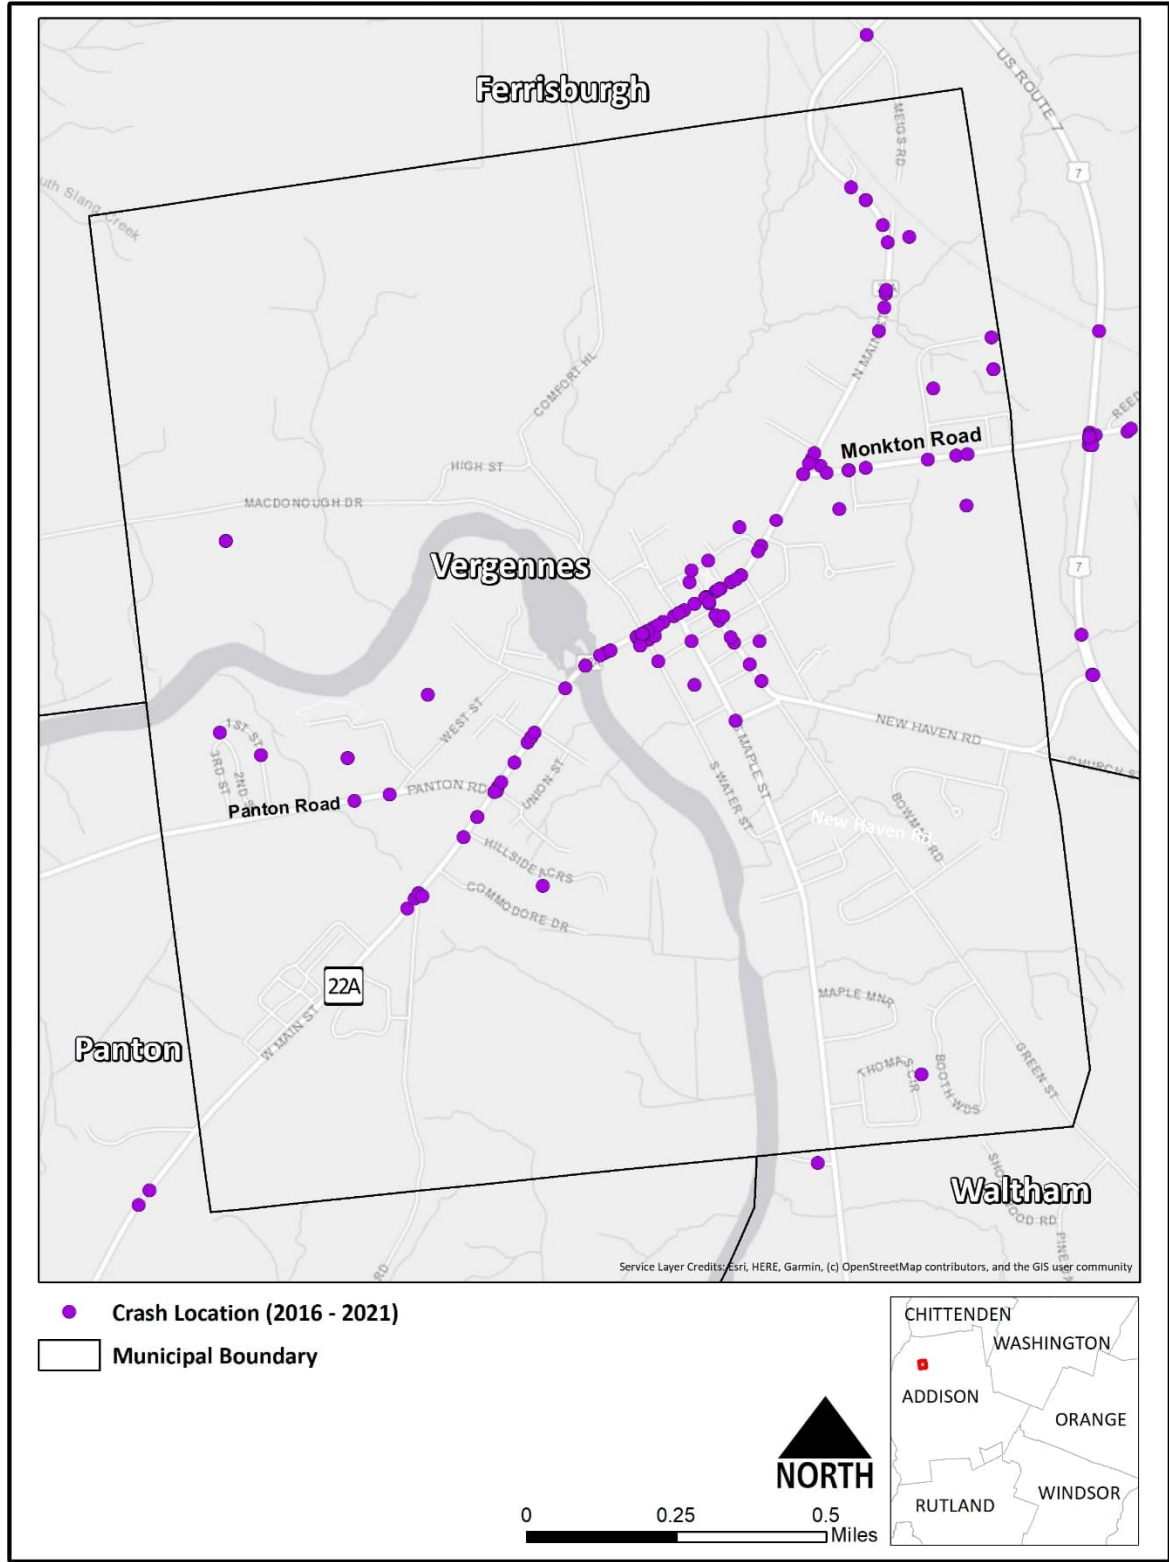 Ferrisburgh
US ROUTE 7
MEIGS RD
7
uth Slang Creek
N MAIN
COMFORT HL
REED
Monkton Road
HIGH ST
MACDONOUGH DR
Vergennes
7
WEST ST
1ST ST
3RD ST
2ND S
NEW HAVEN RD
S MAPLE ST
CHURCH S
PANTON RD
UNION ST
S WATER ST
Panton Road
BOWM RD
New Haven Rd
HILLSIDE ACRS
COMMODORE DR
22A
MAPLE MNR
W MAIN ST
Panton
THOMAS CIR
BOOTH WDS
GREEN ST
Waltham
SHO OD RD
PINE
RD
Service Layer Credits: Esri, HERE, Garmin, (c) OpenStreetMap contributors, and the GIS user community
Crash Location (2016 - 2021)
Municipal Boundary
CHITTENDEN
WASHINGTON
ADDISON
ORANGE
RUTLAND
WINDSOR
NORTH
0 0.25 0.5
Miles